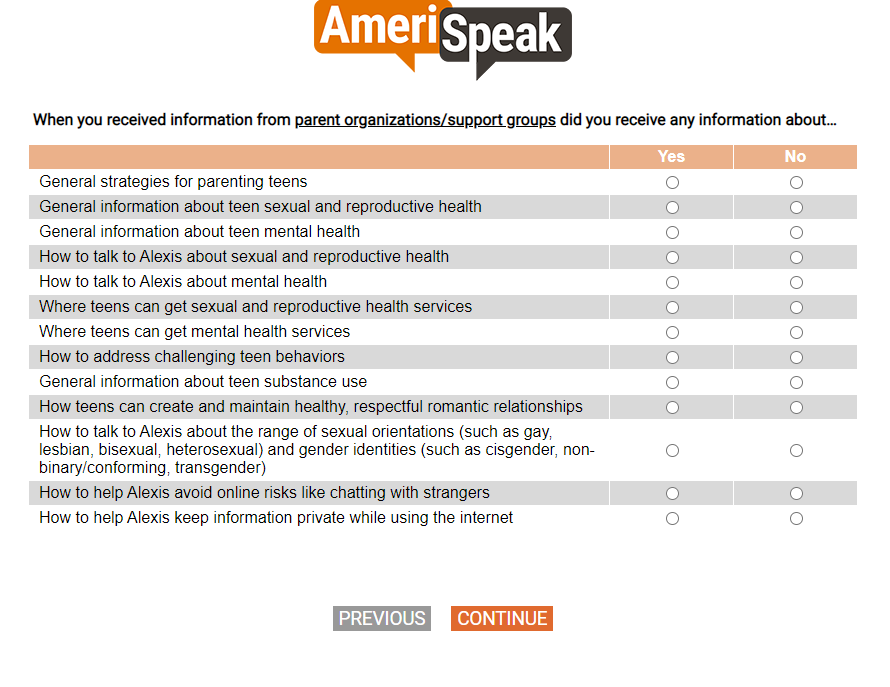 AmeriSpeak
When you received information from parent organizations/support groups did you receive any information about...
Yes No
General strategies for parenting teens
General information about teen sexual and reproductive health
General information about teen mental health
How to talk to Alexis about sexual and reproductive health
How to talk to Alexis about mental health
Where teens can get sexual and reproductive health services
Where teens can get mental health services
How to address challenging teen behaviors
General information about teen substance use
How teens can create and maintain healthy, respectful romantic relationships
How to talk to Alexis about the range of sexual orientations (such as gay,
lesbian, bisexual, heterosexual) and gender identities (such as cisgender, non-
binary/conforming, transgender)
How to help Alexis avoid online risks like chatting with strangers
How to help Alexis keep information private while using the internet
PREVIOUS CONTINUE